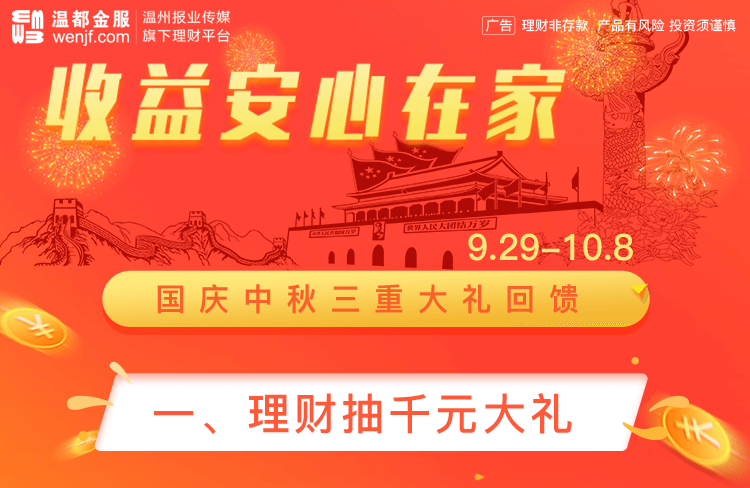 温都金服
wenjf.com
温州报业传媒
旗下理财平台
广告 理财非存款 产品有风险 投资须谨慎
收益安心在家
世界人民大团结万岁
9.29-10.8
国庆中秋三重大礼回馈
一、理财抽千元大礼